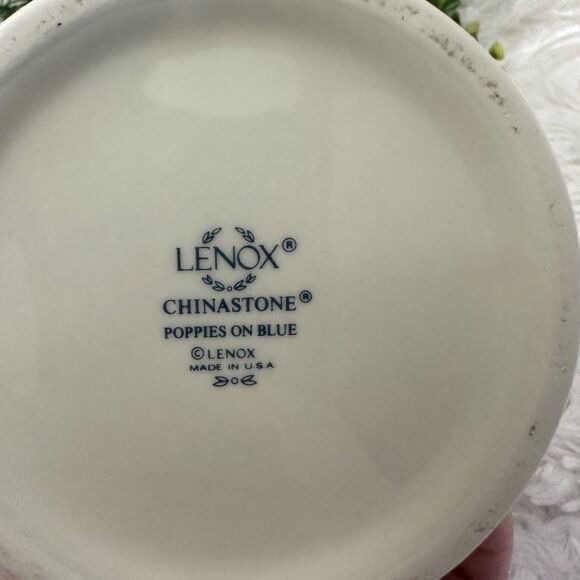 LENOX®
CHINASTONE®
POPPIES ON BLUE
©LENOX
MADE IN U.S.A